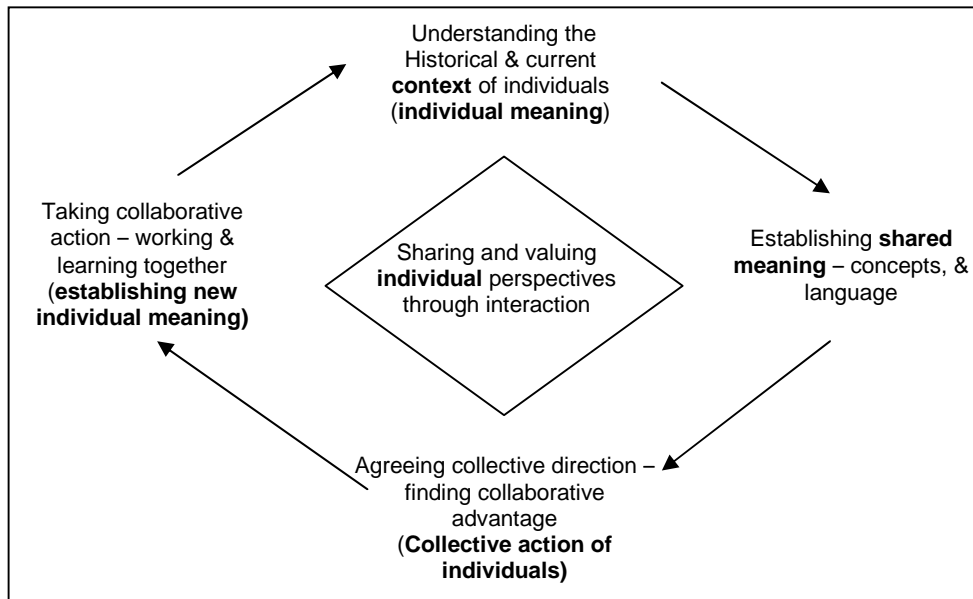 Understanding the
Historical & current
context of individuals
(individual meaning)
Taking collaborative
action – working &
learning together
(establishing new
individual meaning)
Sharing and valuing
individual perspectives
through interaction
Establishing shared
meaning – concepts, &
language
Agreeing collective direction –
finding collaborative
advantage
(Collective action of
individuals)